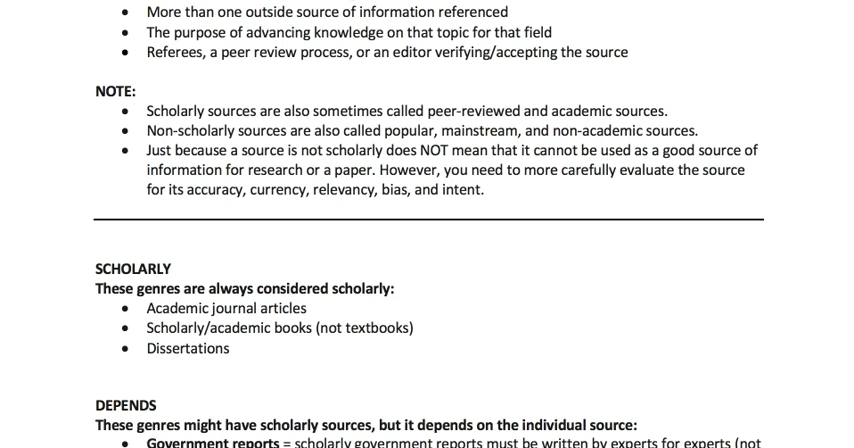 • More than one outside source of information referenced
• The purpose of advancing knowledge on that topic for that field
• Referees, a peer review process, or an editor verifying/accepting the source
NOTE:
• Scholarly sources are also sometimes called peer-reviewed and academic sources.
• Non-scholarly sources are also called popular, mainstream, and non-academic sources.
• Just because a source is not scholarly does NOT mean that it cannot be used as a good source of
information for research or a paper. However, you need to more carefully evaluate the source
for its accuracy, currency, relevancy, bias, and intent.
SCHOLARLY
These genres are always considered scholarly:
• Academic journal articles
• Scholarly/academic books (not textbooks)
• Dissertations
DEPENDS
These genres might have scholarly sources, but it depends on the individual source:
• Government reports = scholarly government reports must be written by experts for experts (not